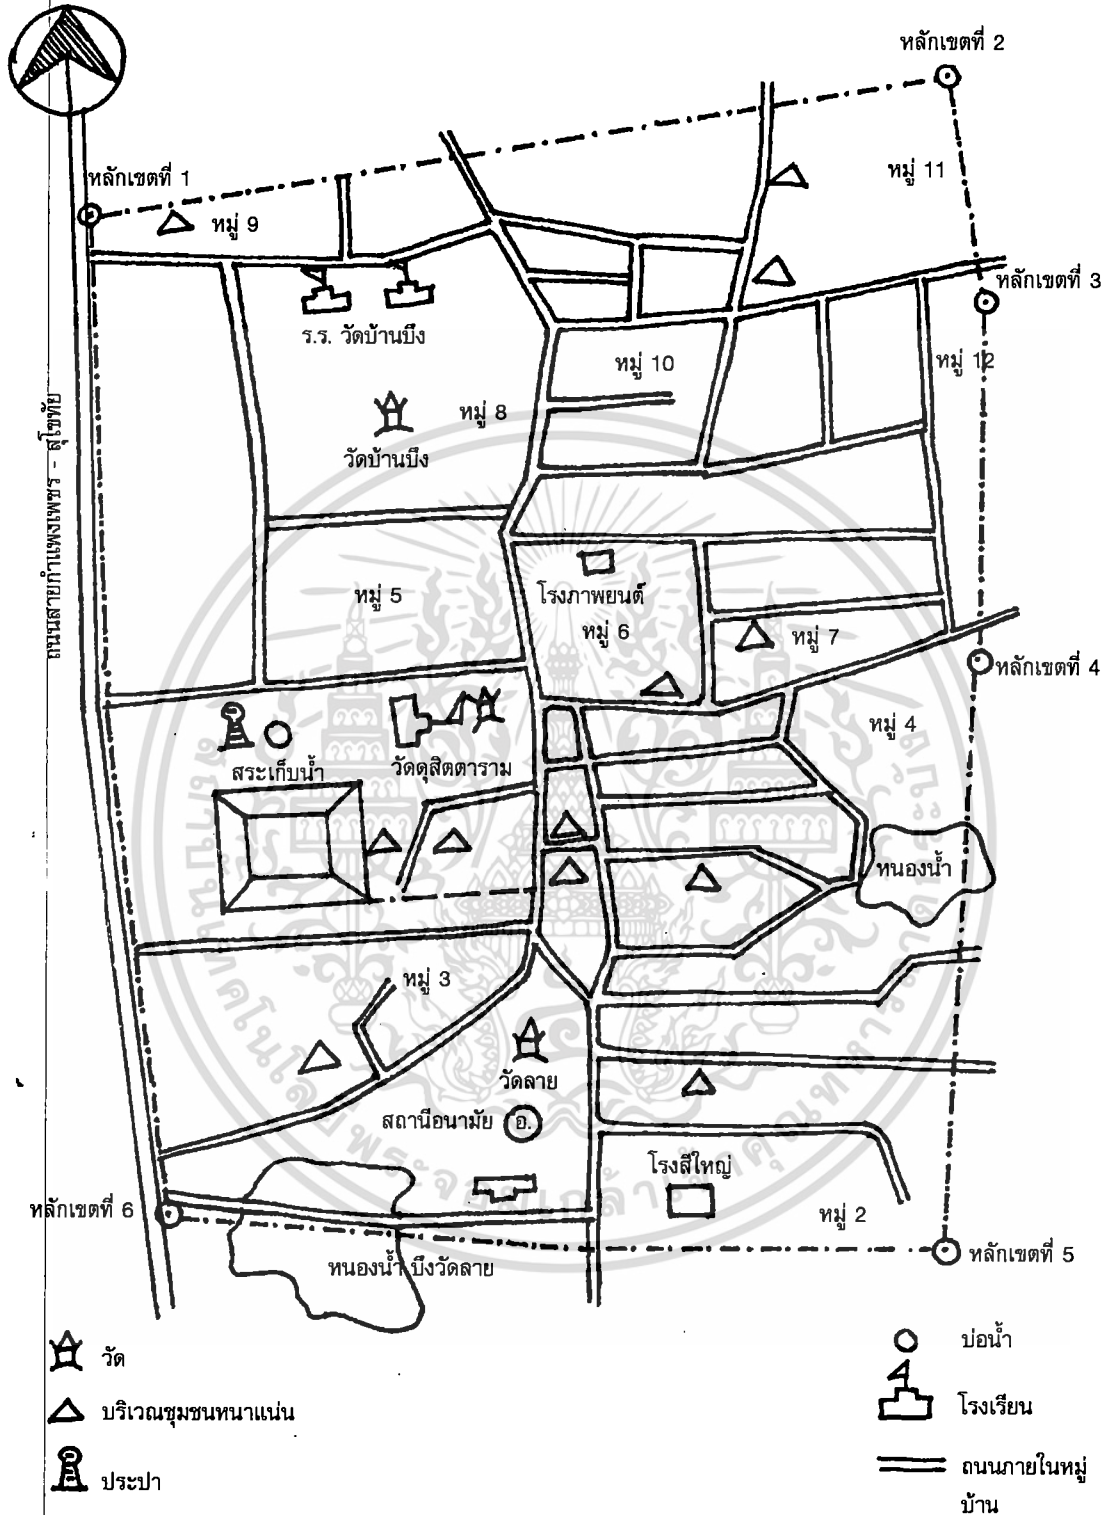 หลักเขตที่ 2
หลักเขตที่ 1
หมู่ 11
หมู่ 9
หลักเขตที่ 3
ร.ร. วัดบ้านบึง
หมู่ 10
หมู่ 12
หมู่ 8
วัดบ้านบึง
ถนนสายกำแพงเพชร - สุโขทัย
หมู่ 5
โรงภาพยนต์
หมู่ 6
หมู่ 7
หลักเขตที่ 4
หมู่ 4
สระเก็บน้ำ
วัดดุสิตตาราม
หนองน้ำ
หมู่ 3
วัดลาย
สถานีอนามัย
อ.
โรงสีใหญ่
หลักเขตที่ 6
หมู่ 2
หนองน้ำ บึงวัดลาย
หลักเขตที่ 5
วัด
บริเวณชุมชนหนาแน่น
ประปา
บ่อน้ำ
โรงเรียน
ถนนภายในหมู่
บ้าน